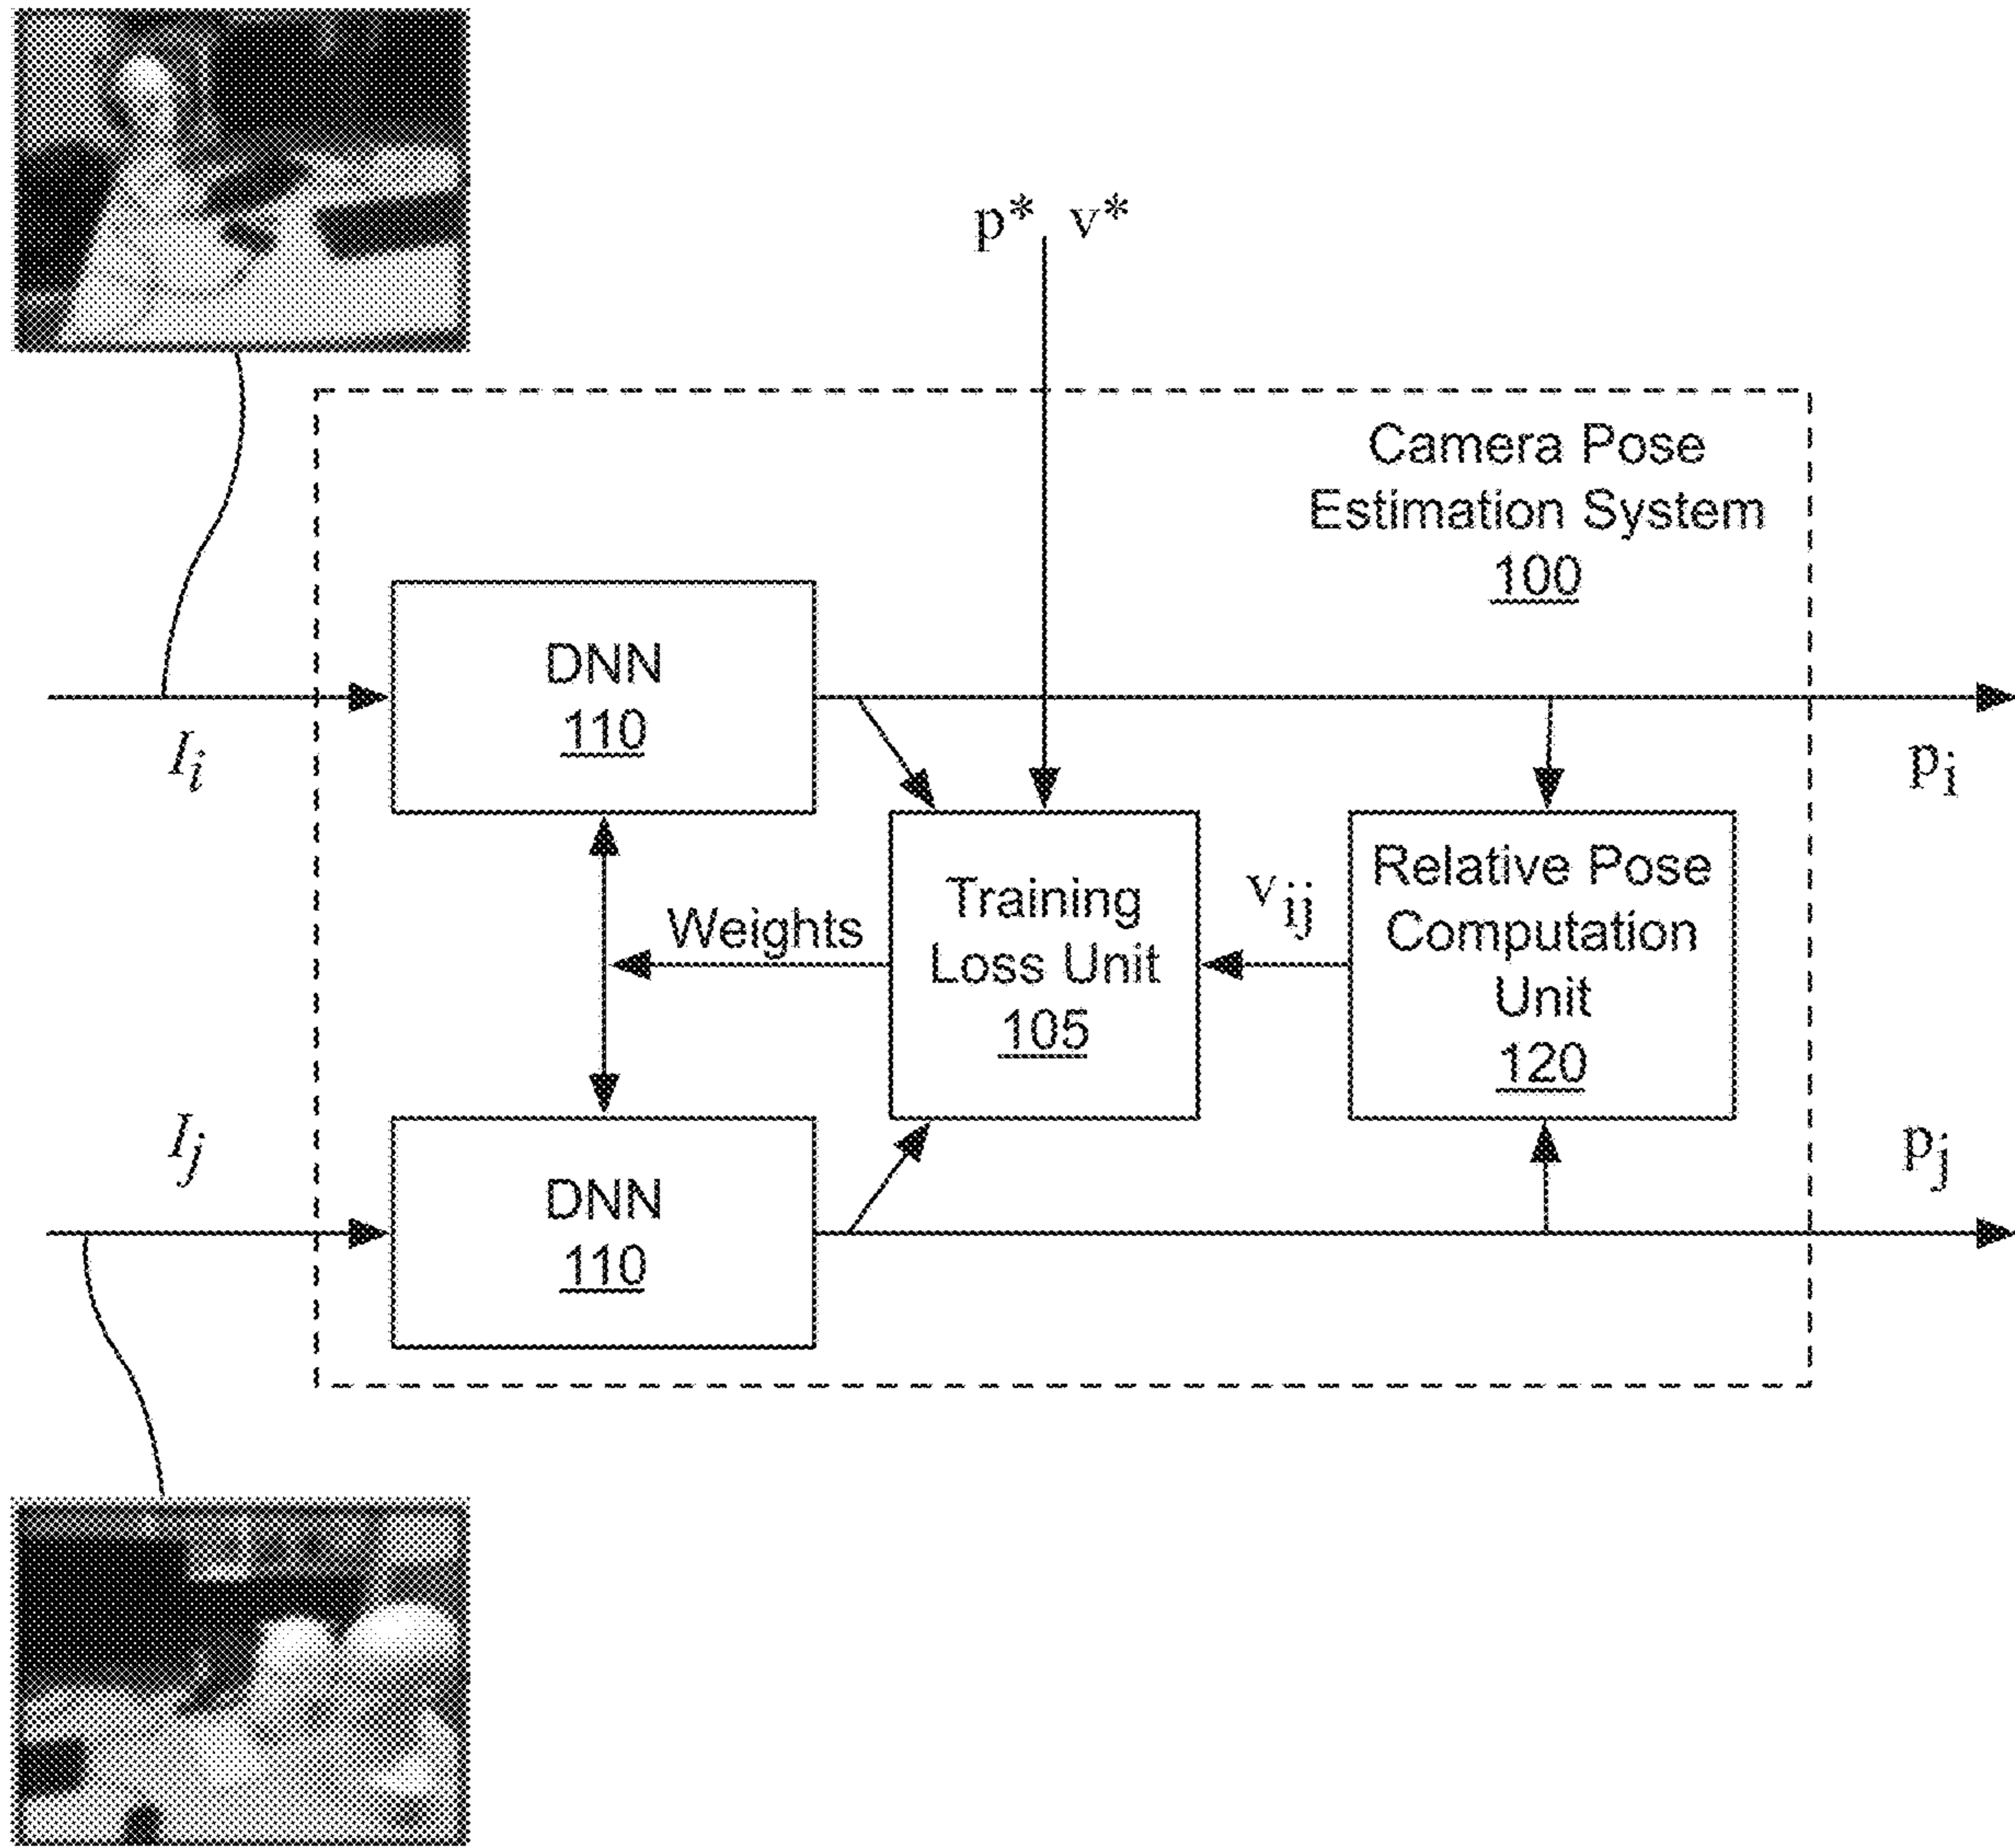 p* v*
Camera Pose
Estimation System
100
DNN
110
I_i
p_i
Weights
Training
Loss Unit
105
v_ij
Relative Pose
Computation
Unit
120
I_j
DNN
110
p_j